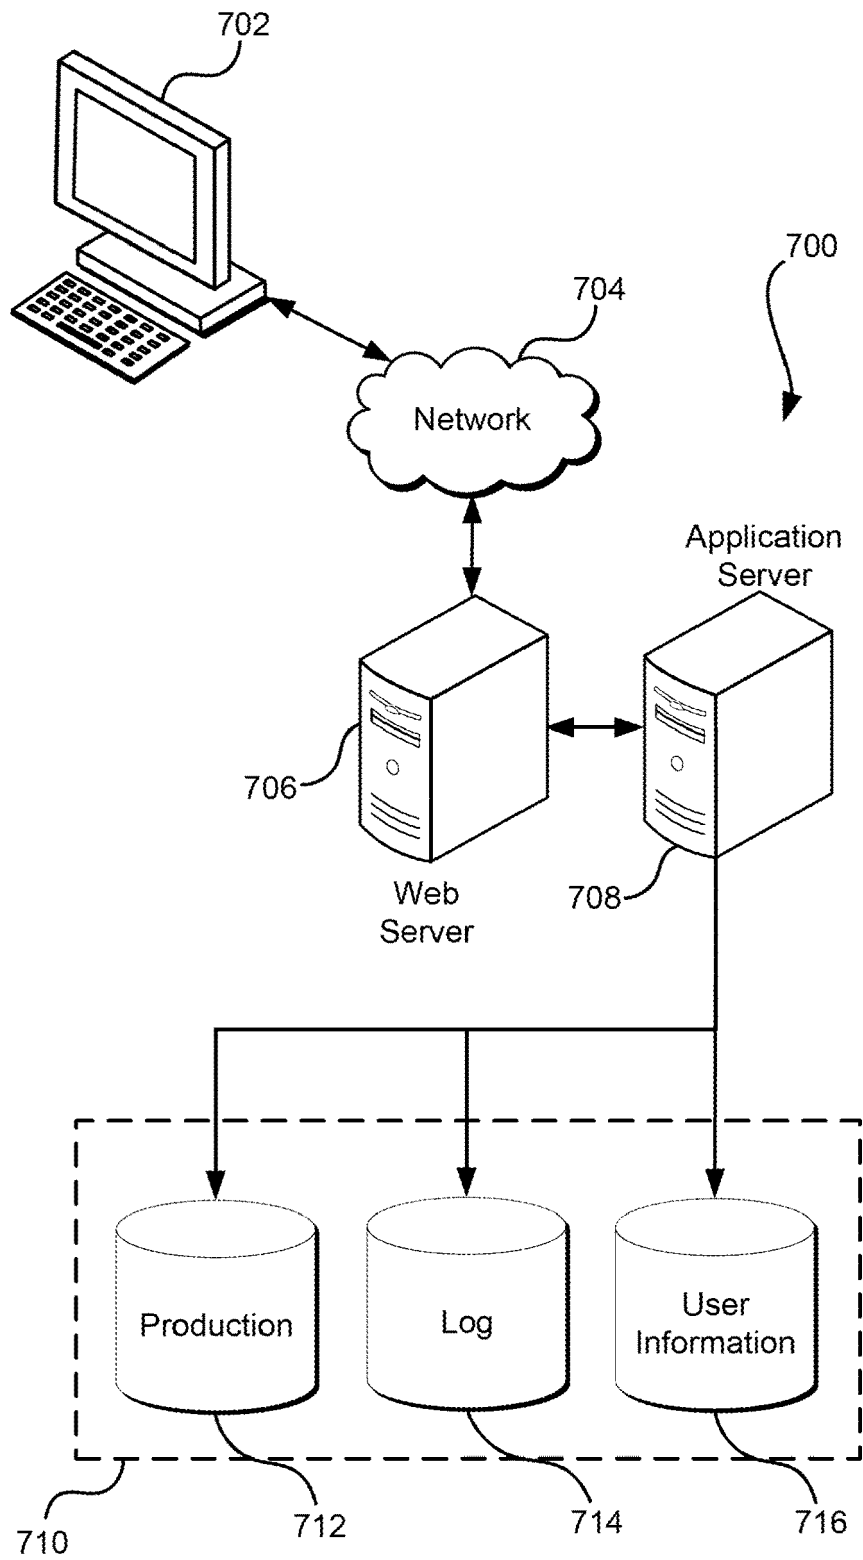 702
700
704
Network
Application
Server
706
708
Web
Server
Production
Log
User
Information
710
712
714
716